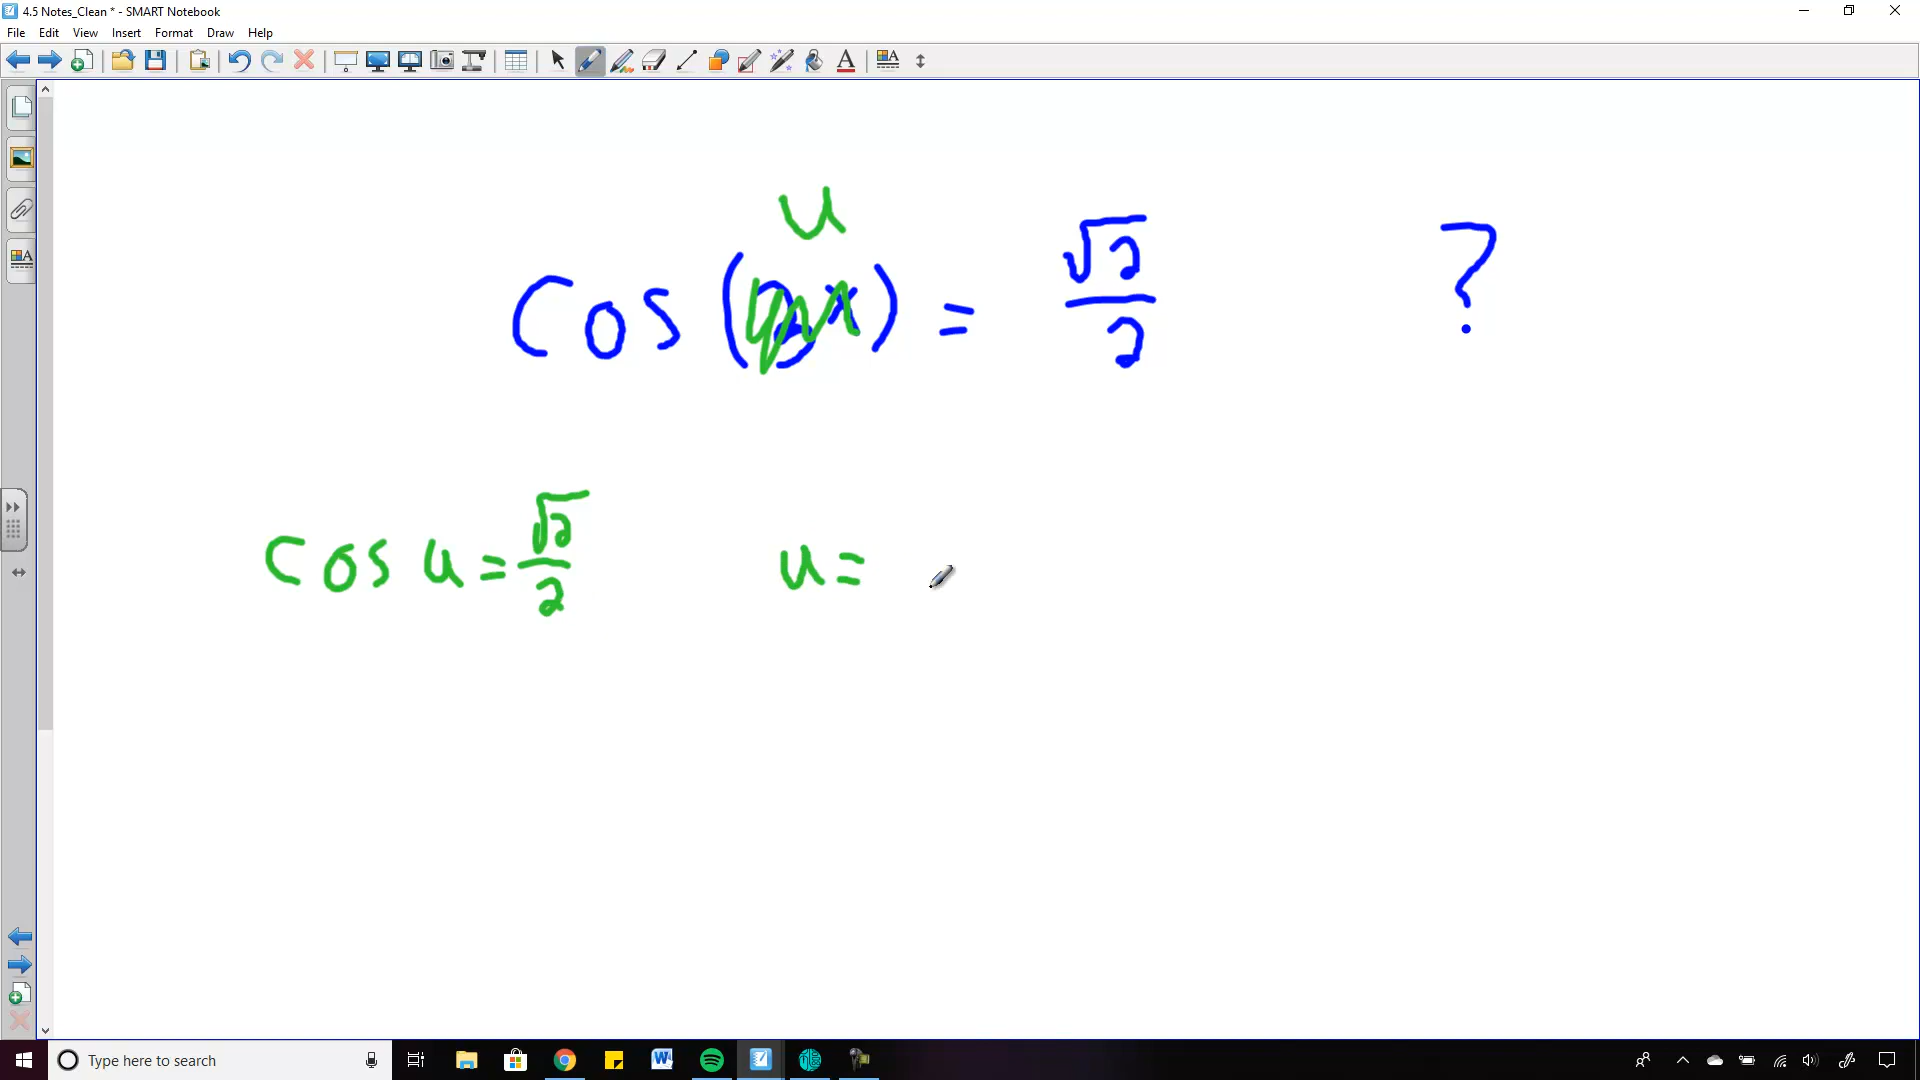 4.5 Notes_Clean * - SMART Notebook
File Edit View Insert Format Draw Help
u
cos (2x) = √2/2 ?
cos u = √2/2 u =
Type here to search